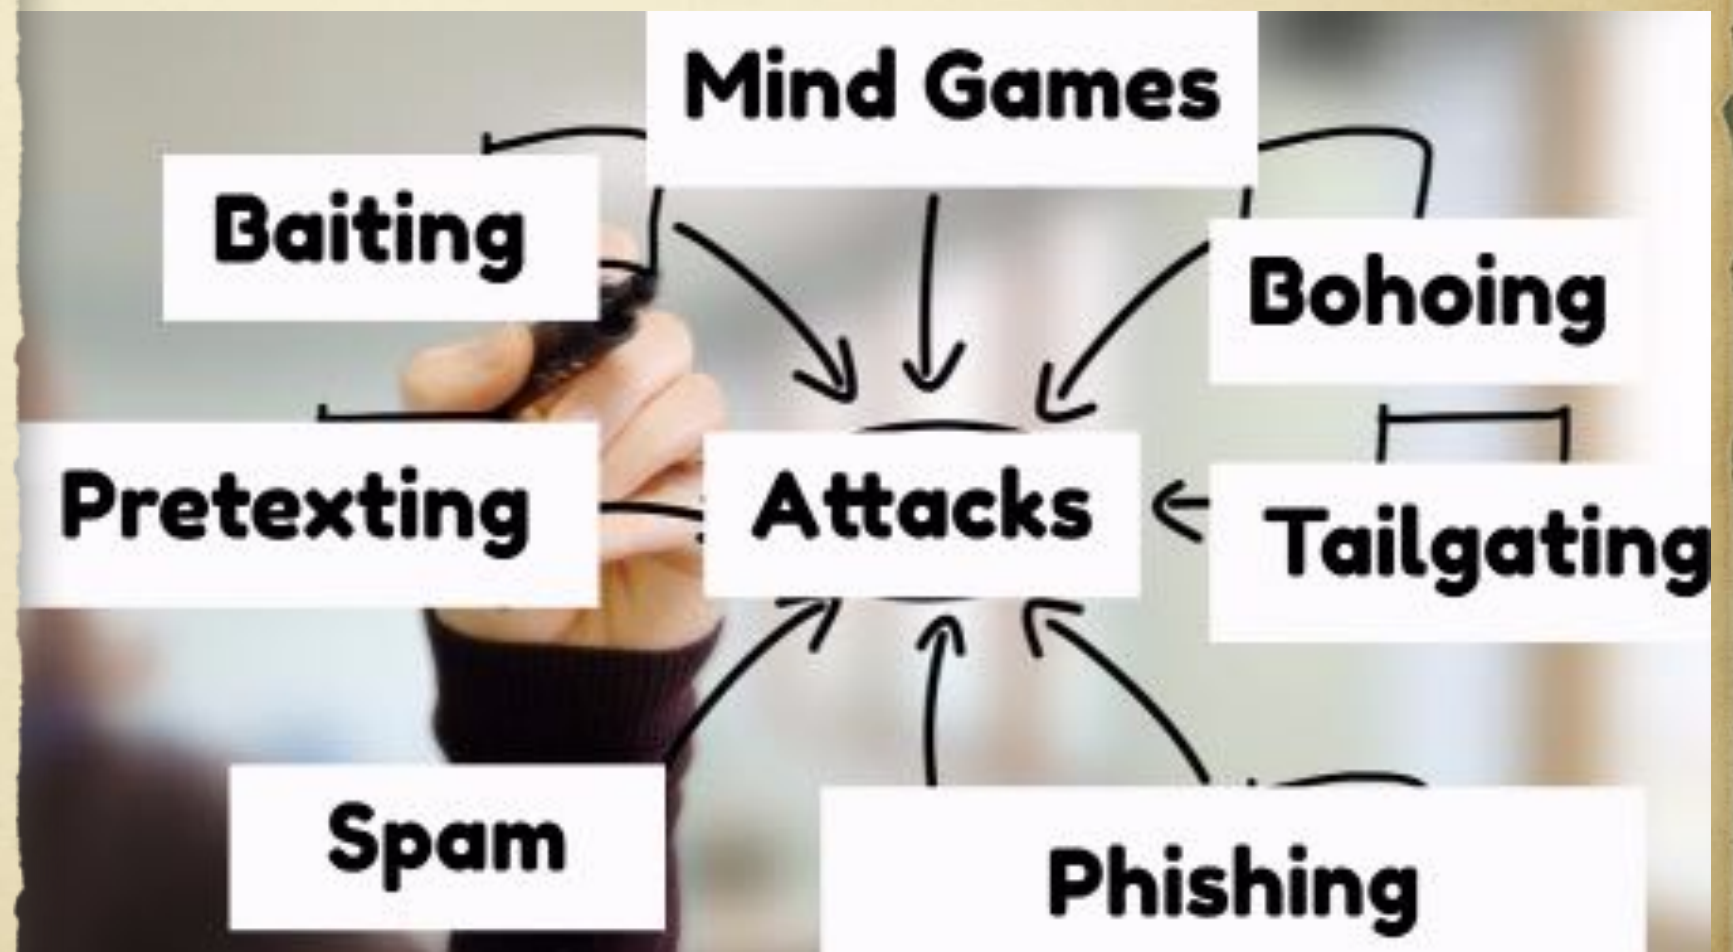 Mind Games
Baiting
Bohoing
Pretexting
Attacks
Tailgating
Spam
Phishing